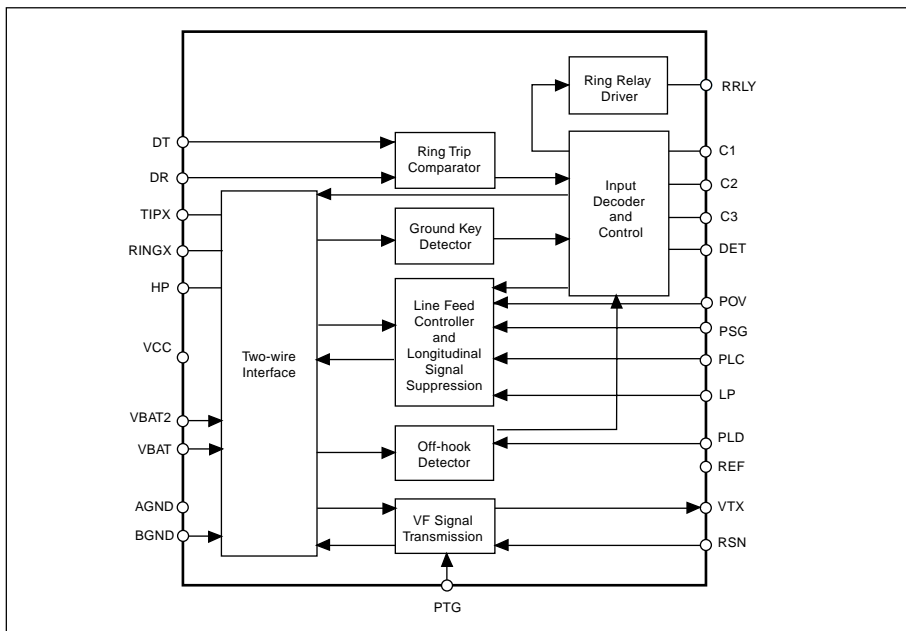 Ring Relay
Driver
RRLY
DT
DR
TIPX
RINGX
HP
VCC
VBAT2
VBAT
AGND
BGND
Ring Trip
Comparator
Input
Decoder
and
Control
C1
C2
C3
DET
Ground Key
Detector
Two-wire
Interface
Line Feed
Controller
and
Longitudinal
Signal
Suppression
POV
PSG
PLC
LP
Off-hook
Detector
PLD
REF
VF Signal
Transmission
VTX
RSN
PTG